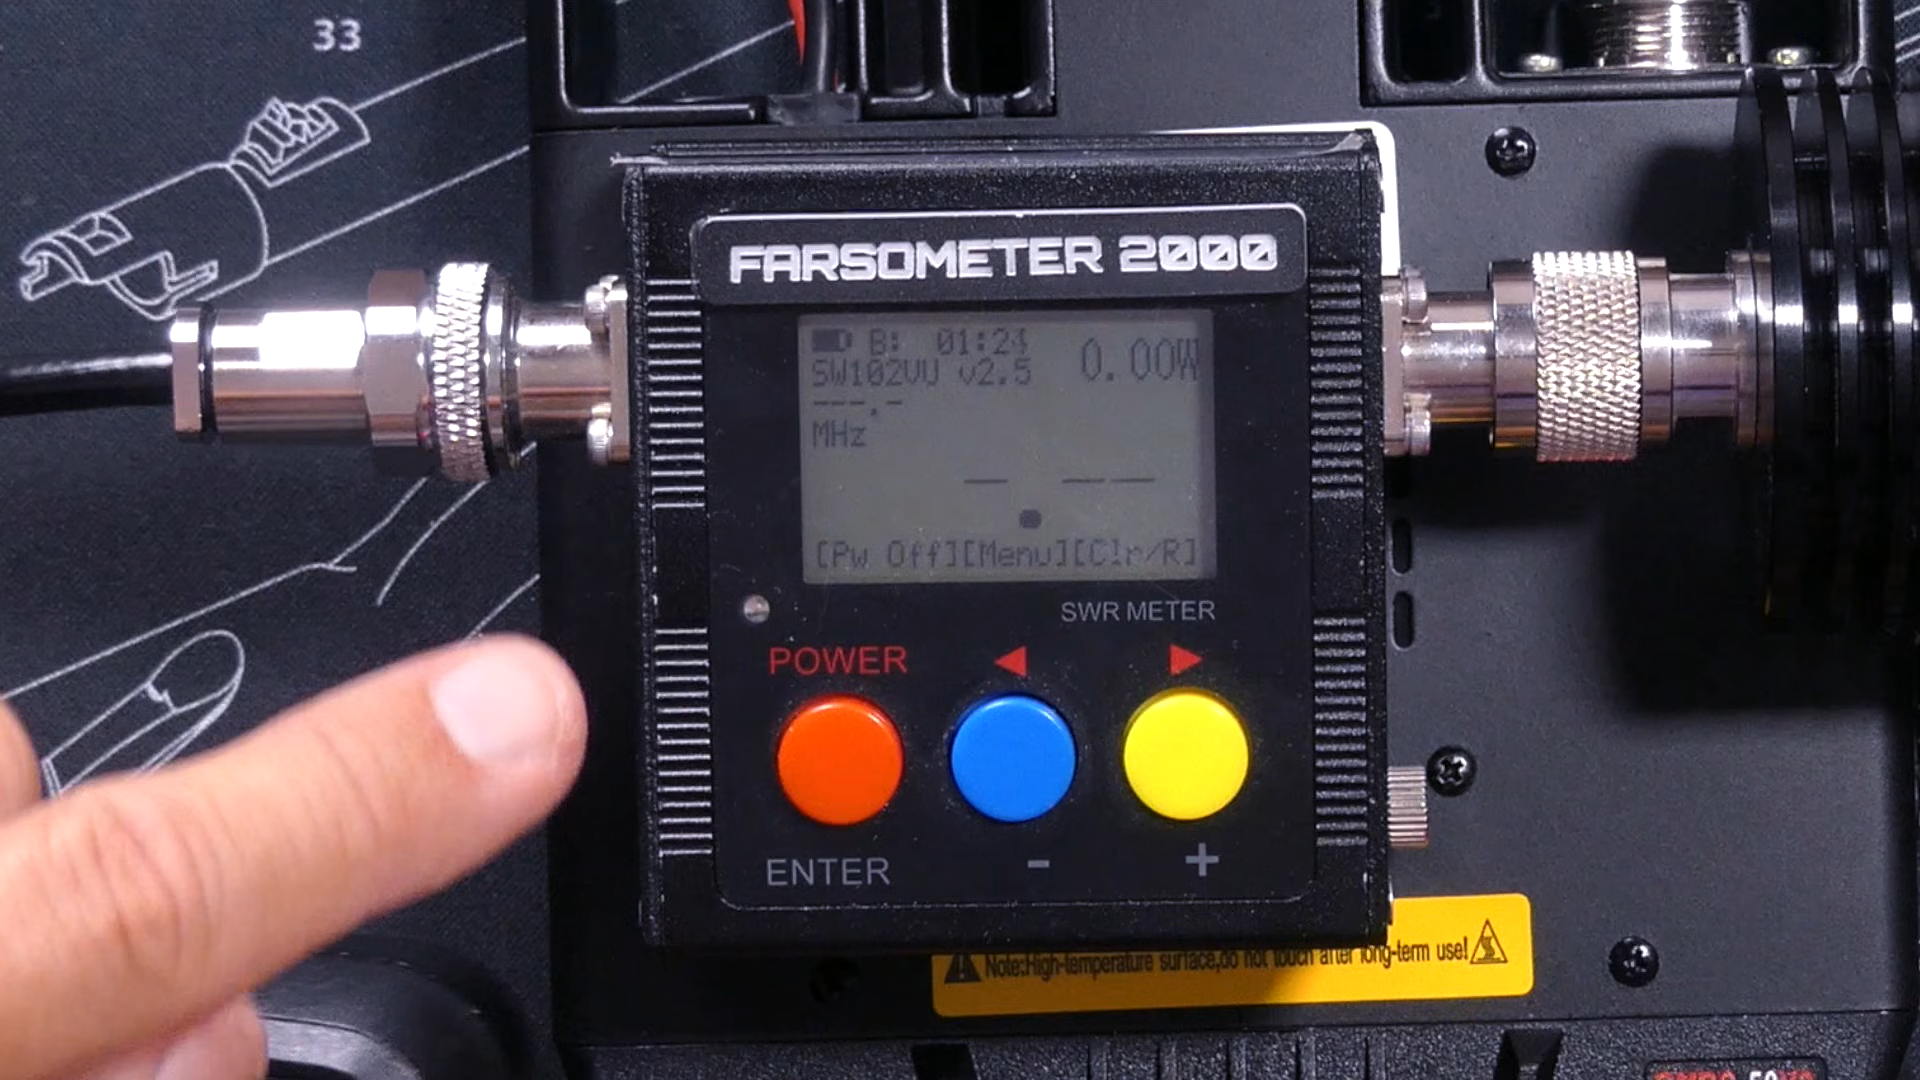 33
FARSOMETER 2000
B: 01:24
0.00W
SW102VU v2.5
---.-
MHz
- . --
[Pw Off][Menu][Clr/R]
SWR METER
POWER ◀ ▶
ENTER - +
Note:High-temperature surface,do not touch after long-term use!